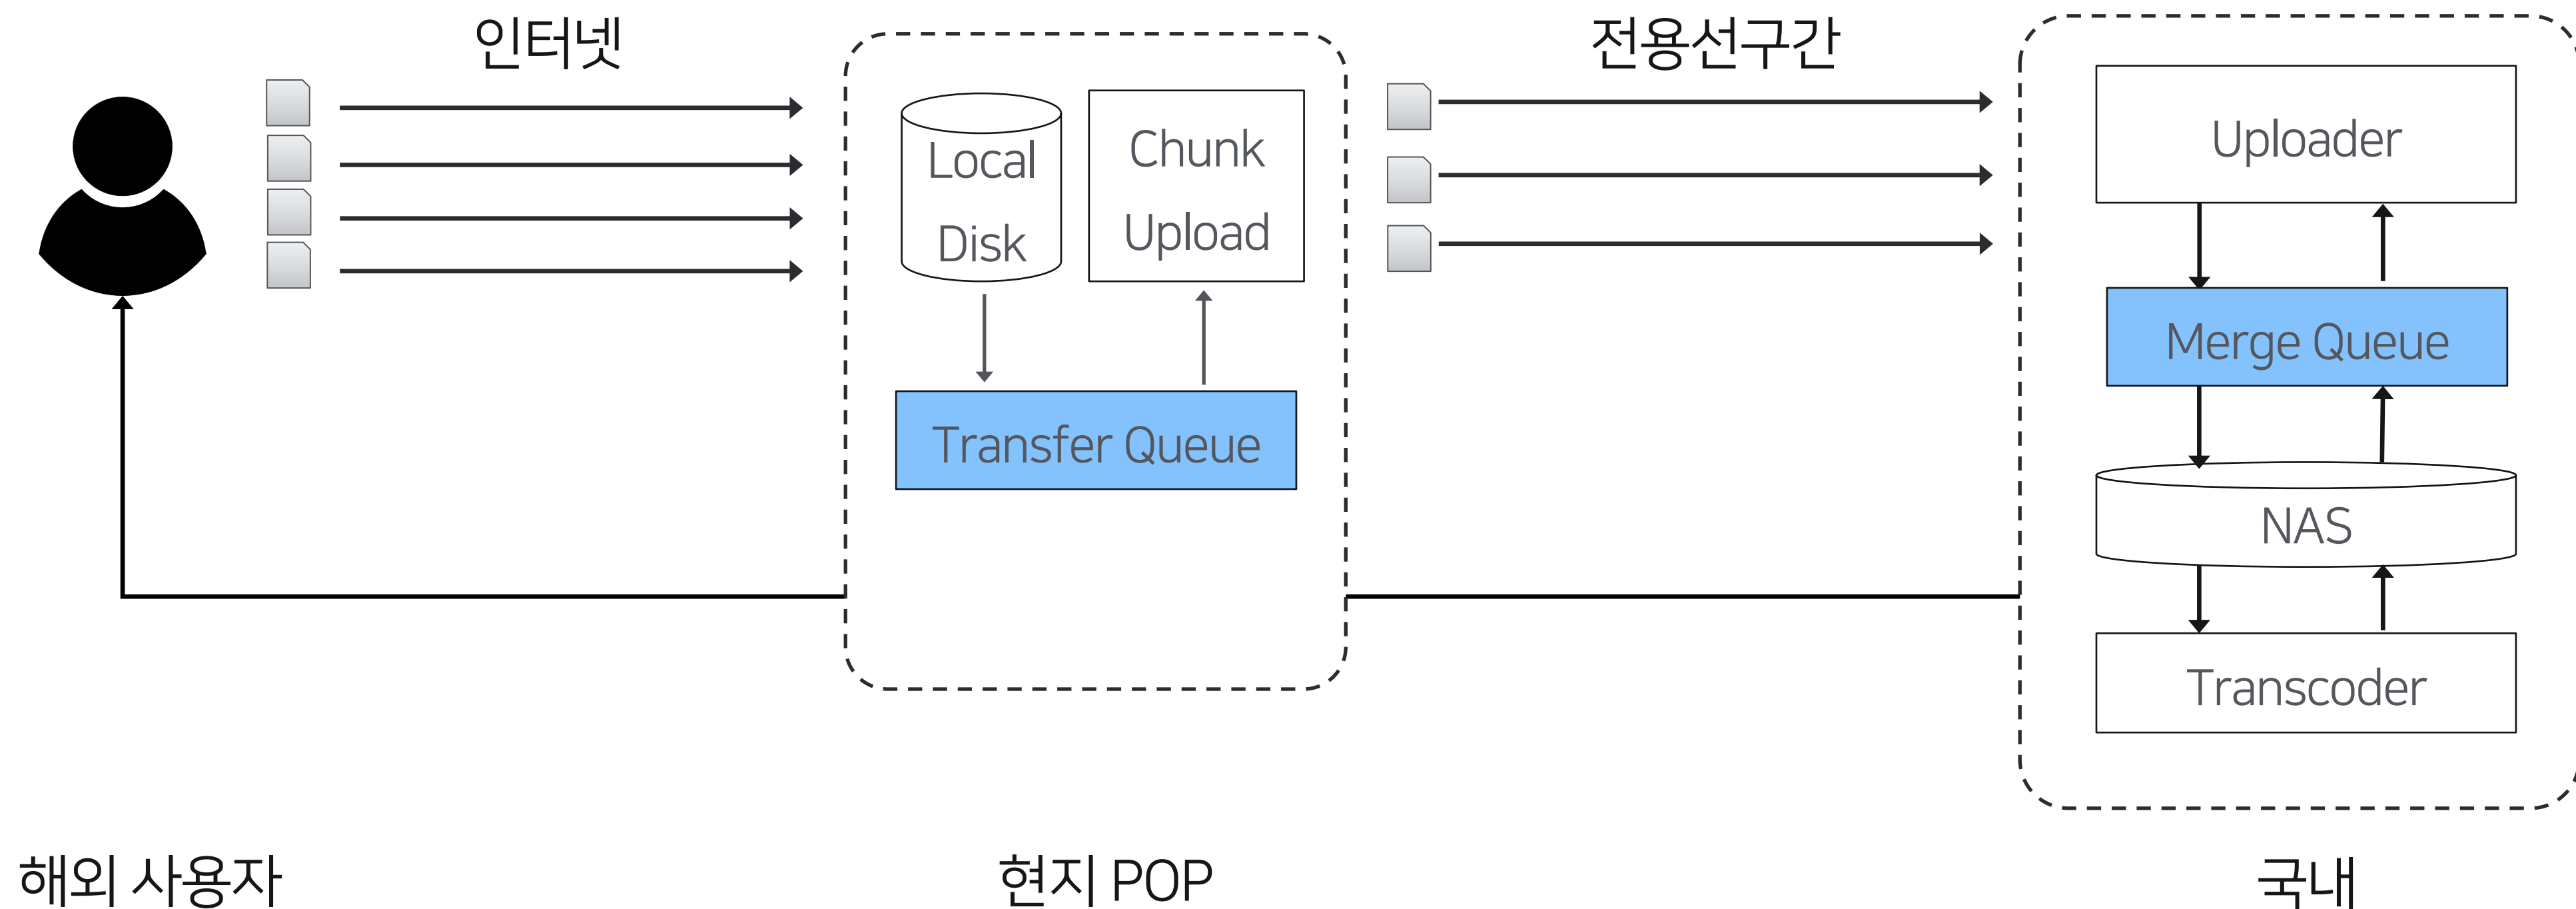 인터넷
전용선구간
Local
Disk
Chunk
Upload
Transfer Queue
Uploader
Merge Queue
NAS
Transcoder
해외 사용자
현지 POP
국내